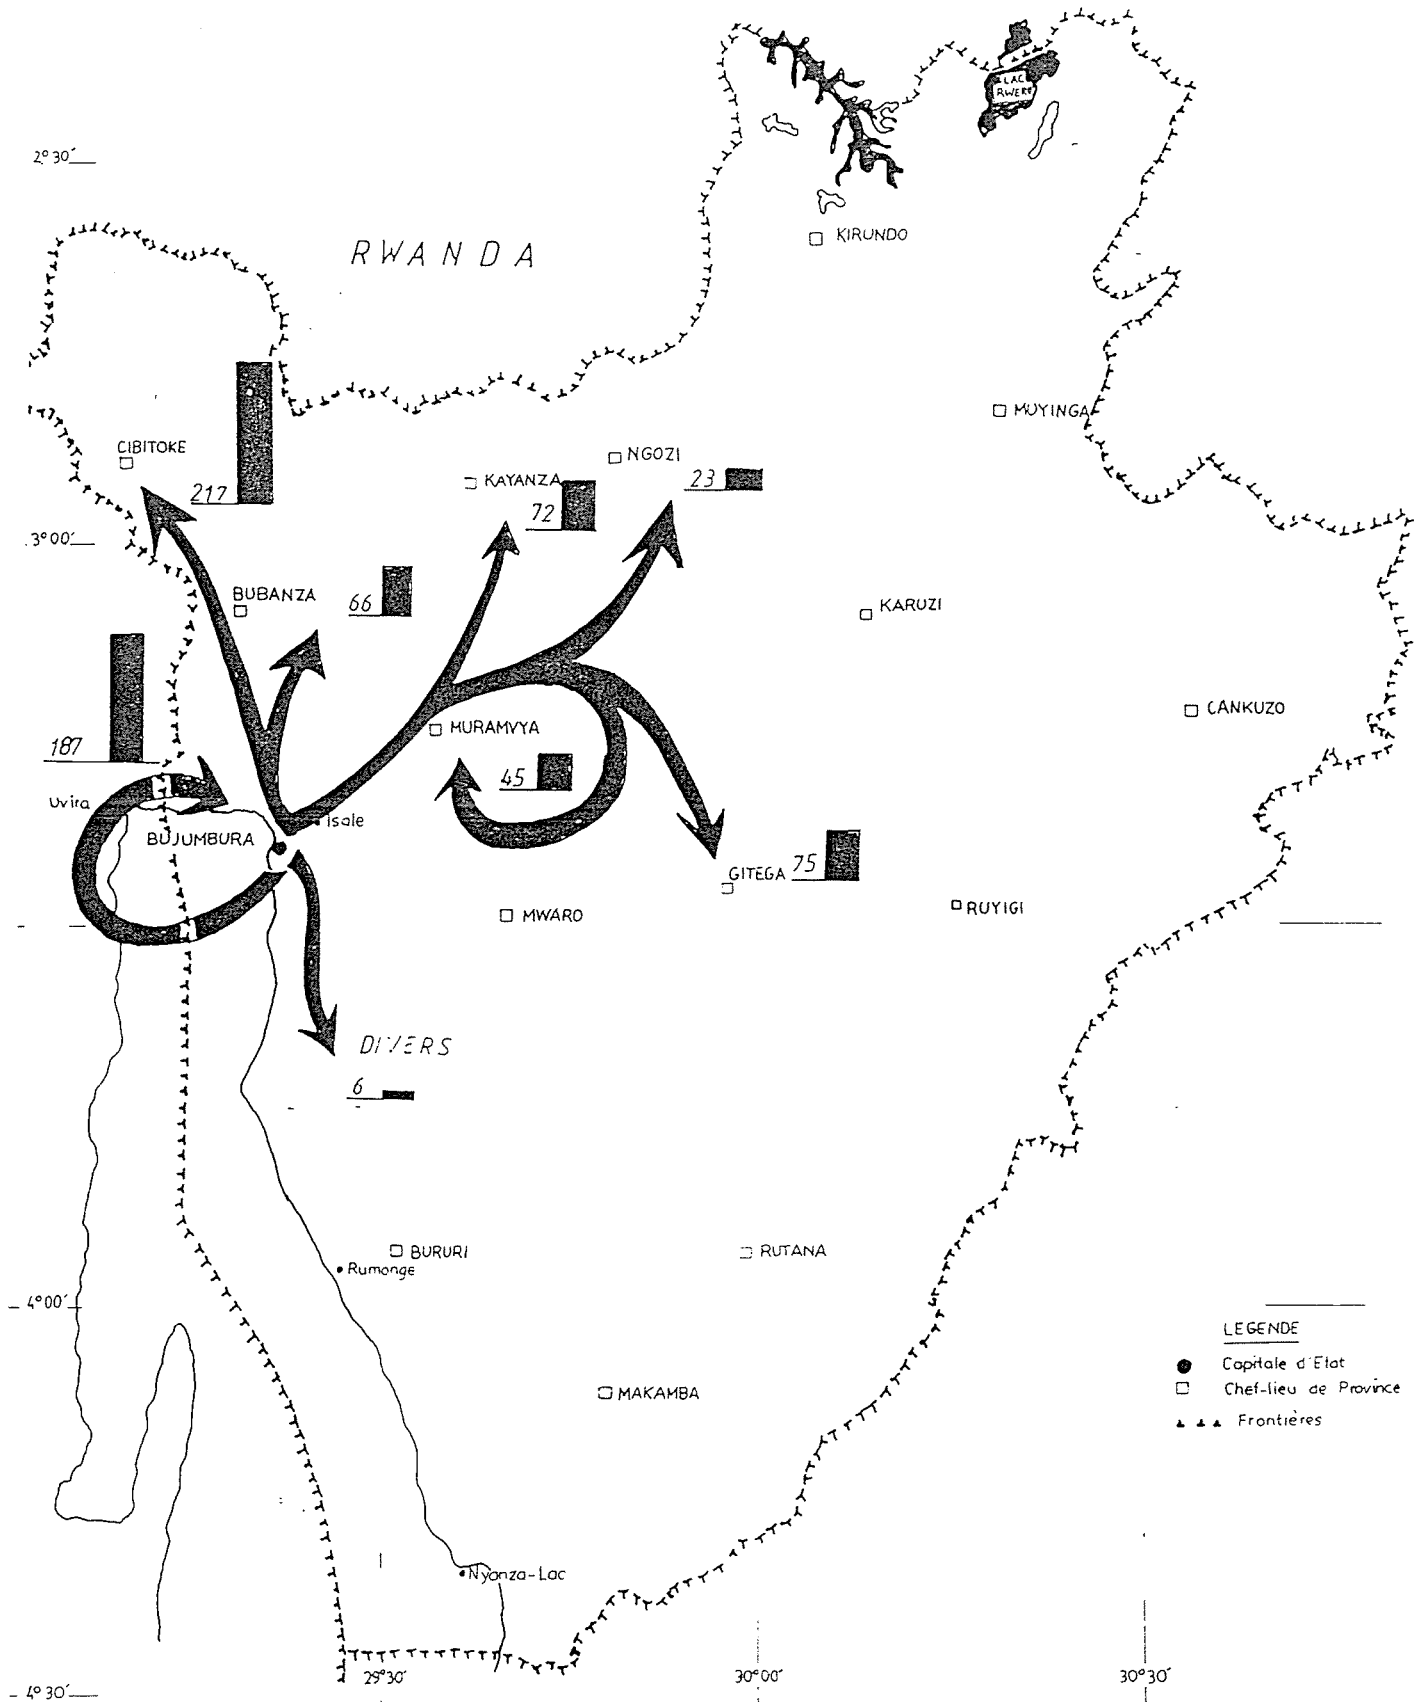 LAC
RWERE
2°30'
KIRUNDO
RWANDA
MUYINGA
CIBITOKE
NGOZI
KAYANZA
23
217
72
3°00'
BUBANZA
66
KARUZI
CANKUZO
MURAMVYA
187
45
Uvira
Isale
BUJUMBURA
GITEGA 75
RUYIGI
MWARO
DIVERS
6
BURURI
RUTANA
Rumonge
4°00'
LEGENDE
Capitale d'Etat
Chef-lieu de Province
Frontières
MAKAMBA
Nyanza-Lac
29°30'
30°00'
30°30'
4°30'